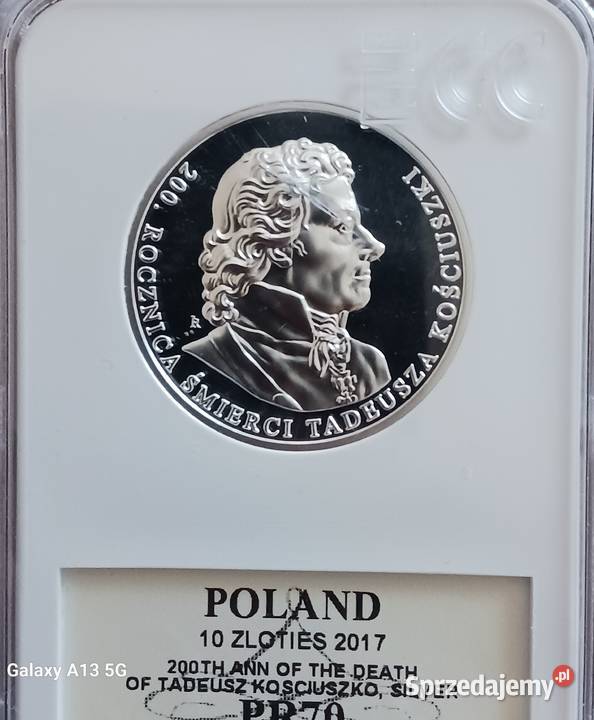 ECC
200. ROCZNICA ŚMIERCI TADEUSZA KOŚCIUSZKI
POLAND
10 ZLOTIES 2017
200TH ANN OF THE DEATH
OF TADEUSZ KOSCIUSZKO, SILVER
PR70
Galaxy A13 5G
Sprzedajemy.pl